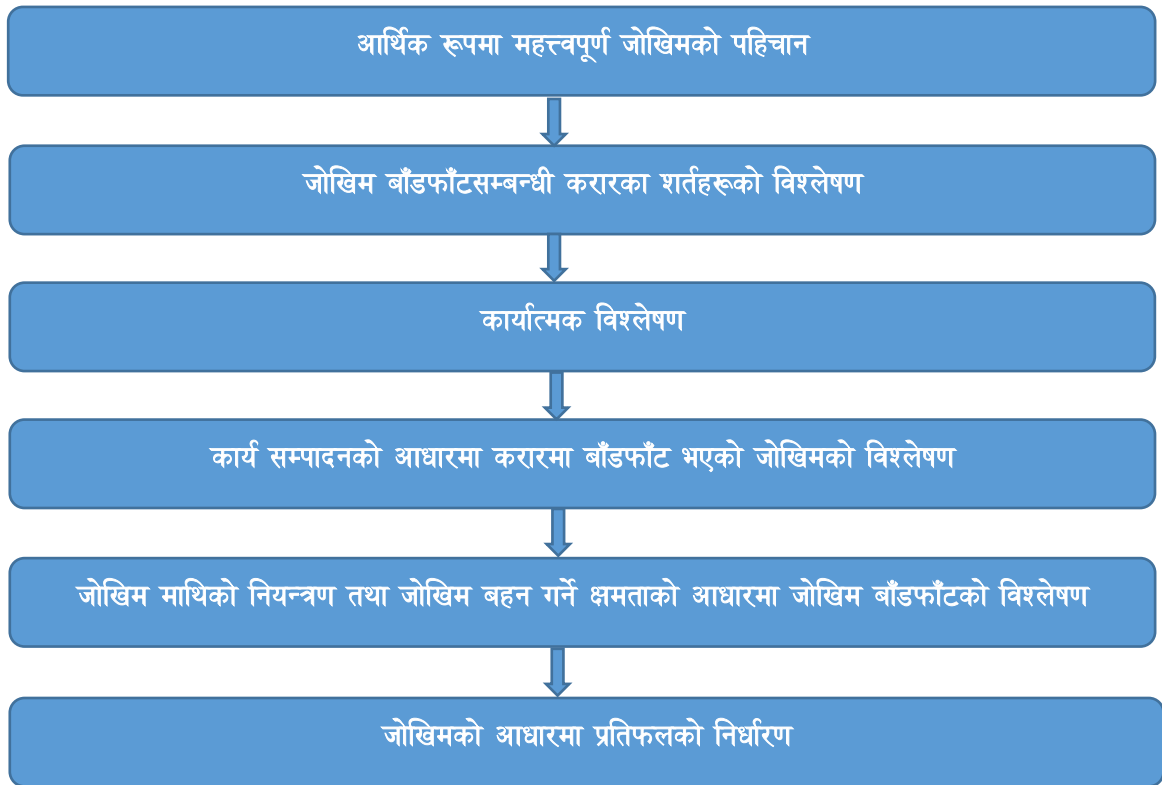 आर्थिक रूपमा महत्त्वपूर्ण जोखिमको पहिचान
जोखिम बाँडफाँटसम्बन्धी करारका शर्तहरूको विश्लेषण
कार्यात्मक विश्लेषण
कार्य सम्पादनको आधारमा करारमा बाँडफाँट भएको जोखिमको विश्लेषण
जोखिम माथिको नियन्त्रण तथा जोखिम बहन गर्ने क्षमताको आधारमा जोखिम बाँडफाँटको विश्लेषण
जोखिमको आधारमा प्रतिफलको निर्धारण